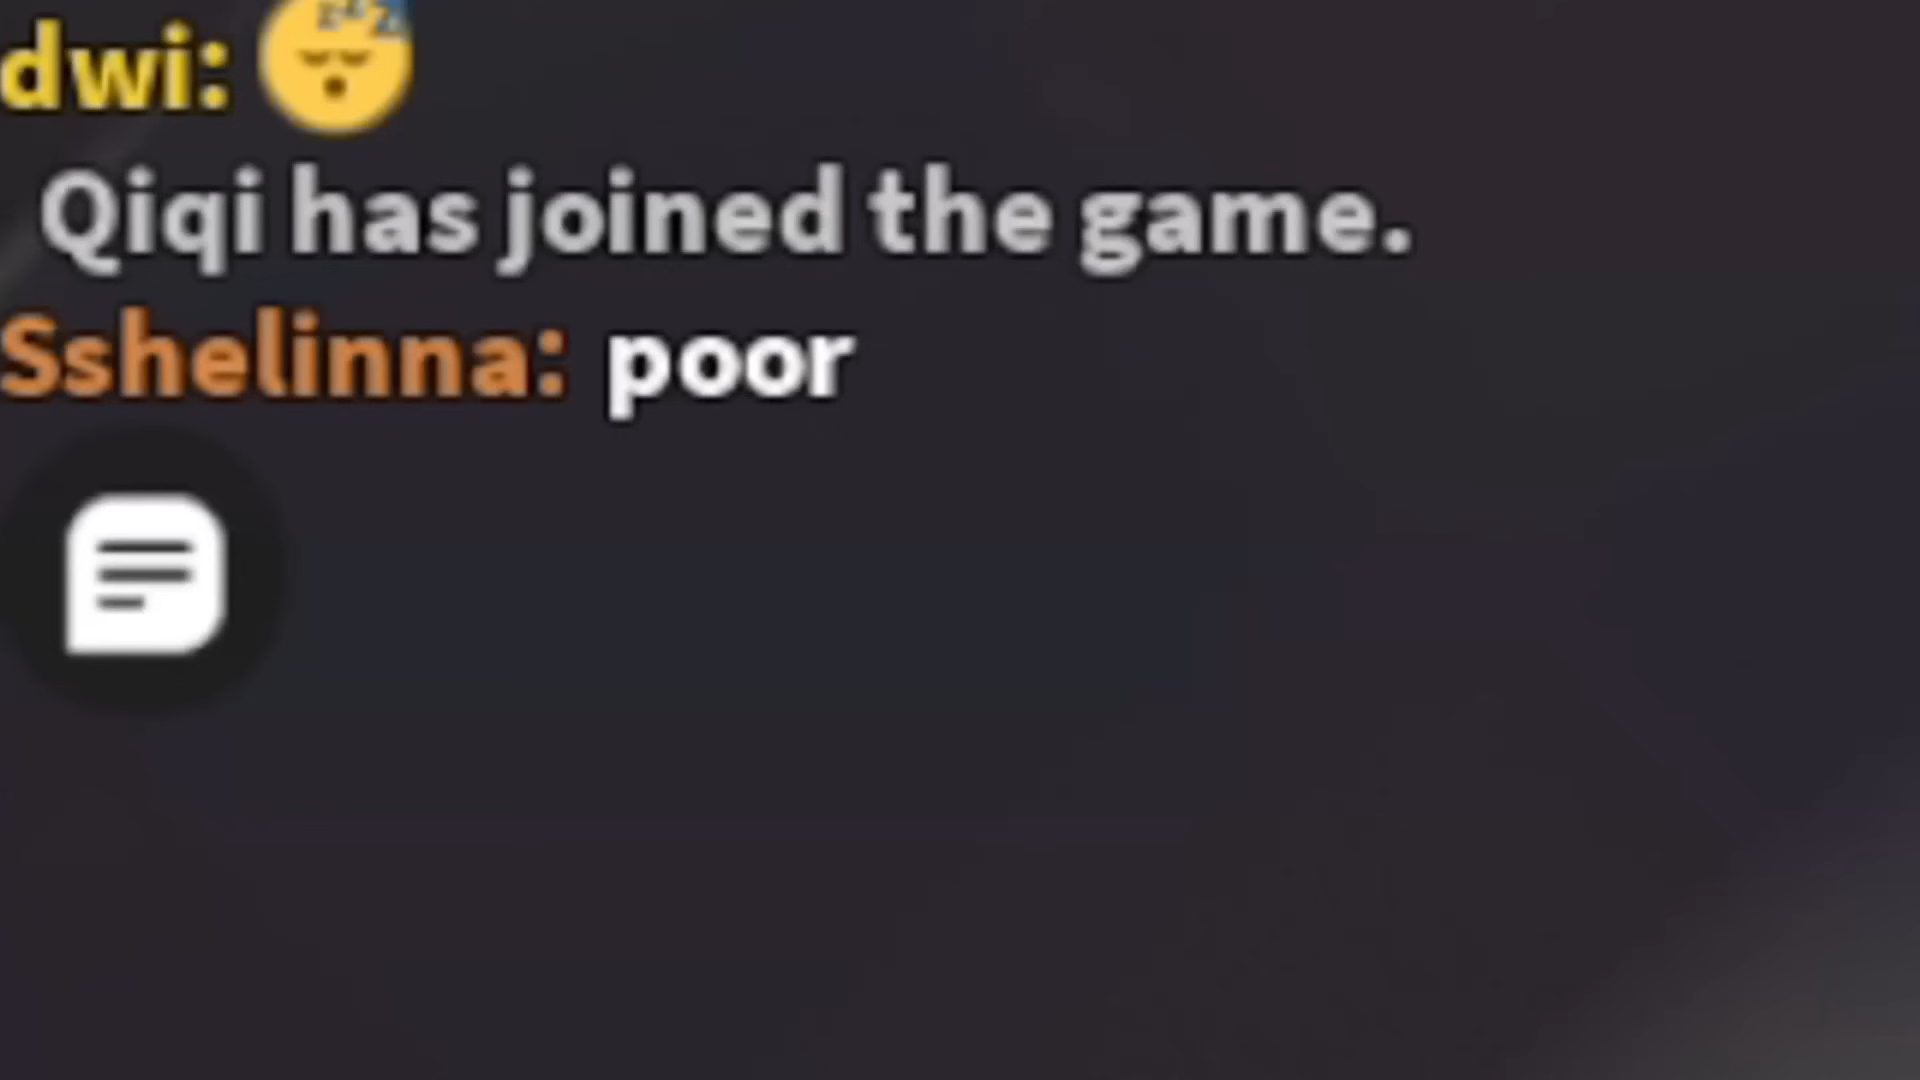 dwi: 😴
Qiqi has joined the game.
Sshelinna: poor